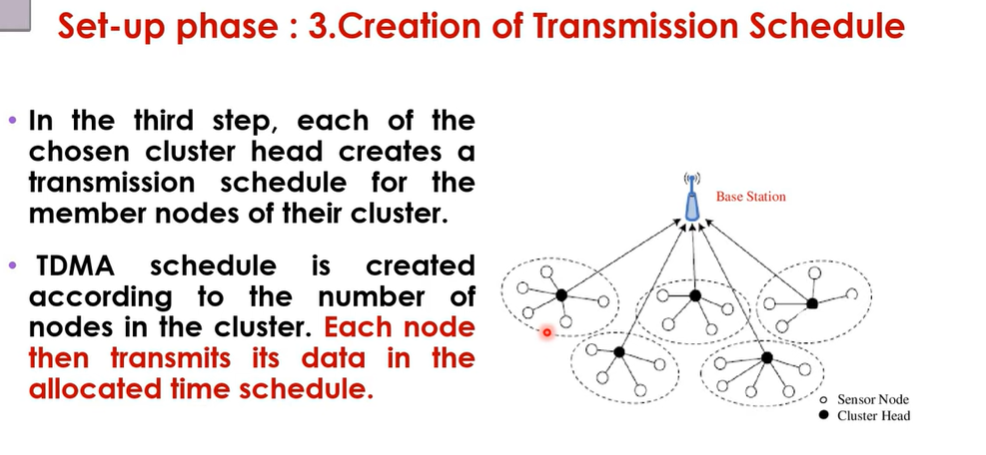 Set-up phase : 3.Creation of Transmission Schedule
• In the third step, each of the
chosen cluster head creates a
transmission schedule for the
member nodes of their cluster.
• TDMA schedule is created
according to the number of
nodes in the cluster. Each node
then transmits its data in the
allocated time schedule.
Base Station
Sensor Node
Cluster Head